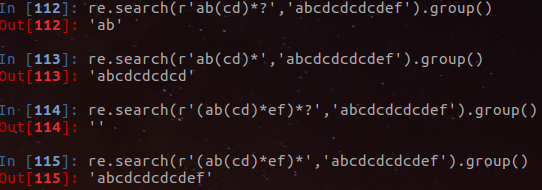 In [112]: re.search(r'ab(cd)*?','abcdcdcdcdef').group()
Out[112]: 'ab'
In [113]: re.search(r'ab(cd)*','abcdcdcdcdef').group()
Out[113]: 'abcdcdcdcd'
In [114]: re.search(r'(ab(cd)*ef)*?','abcdcdcdcdef').group()
Out[114]: ''
In [115]: re.search(r'(ab(cd)*ef)*','abcdcdcdcdef').group()
Out[115]: 'abcdcdcdcdef'